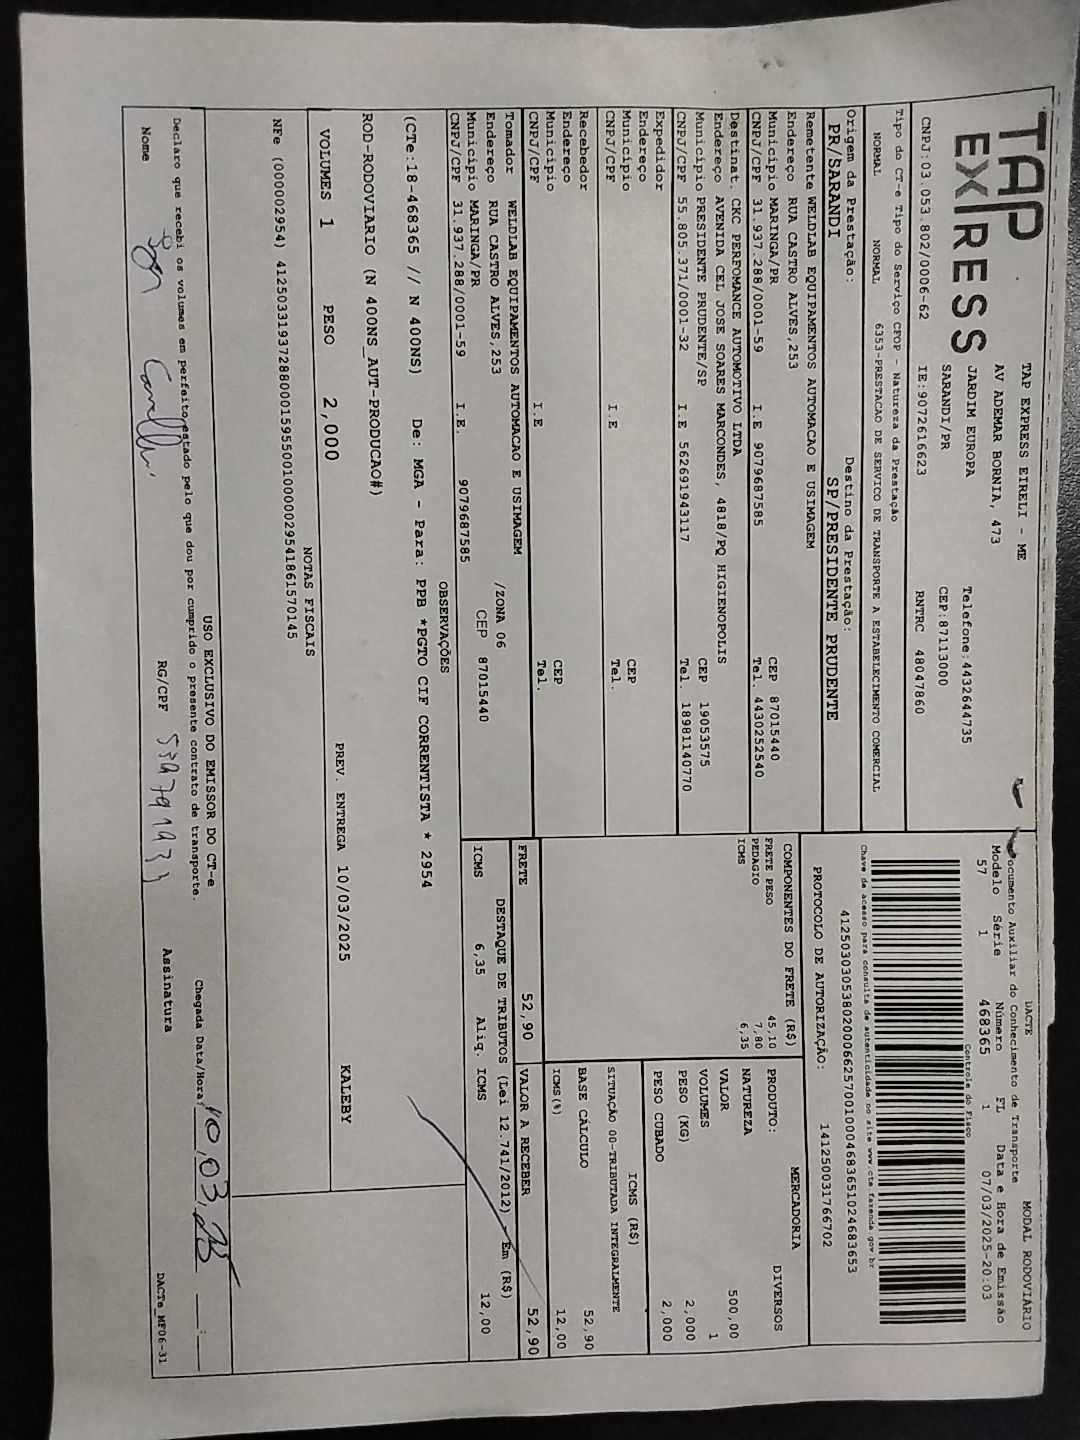 TAP EXPRESS
TAP EXPRESS EIRELI - ME
AV ADEMAR BORNIA, 473
JARDIM EUROPA
SARANDI/PR
Telefone:4432644735
CEP:87113000
CNPJ:03.053.802/0006-62 IE:9072616623 RNTRC 48047860
Tipo do CT-e Tipo do Serviço CFOP - Natureza da Prestação
NORMAL NORMAL 6353-PRESTACAO DE SERVICO DE TRANSPORTE A ESTABELECIMENTO COMERCIAL
Origem da Prestação: Destino da Prestação:
PR/SARANDI SP/PRESIDENTE PRUDENTE
Remetente WELDLAB EQUIPAMENTOS AUTOMACAO E USIMAGEM
Endereço RUA CASTRO ALVES,253
Município MARINGA/PR CEP 87015440
CNPJ/CPF 31.937.288/0001-59 I.E 9079687585 Tel. 4430252540
Destinat. CKC PERFOMANCE AUTOMOTIVO LTDA
Endereço AVENIDA CEL JOSE SOARES MARCONDES, 4818/PQ HIGIENOPOLIS
Município PRESIDENTE PRUDENTE/SP CEP 19053575
CNPJ/CPF 55.805.371/0001-32 I.E 562691943117 Tel. 18981140770
Expedidor
Endereço
Município CEP
CNPJ/CPF I.E Tel.
Recebedor
Endereço
Município CEP
CNPJ/CPF I.E Tel.
Tomador WELDLAB EQUIPAMENTOS AUTOMACAO E USIMAGEM
Endereço RUA CASTRO ALVES,253 /ZONA 06
Município MARINGA/PR CEP 87015440
CNPJ/CPF 31.937.288/0001-59 I.E. 9079687585
DACTE MODAL RODOVIÁRIO
ocumento Auxiliar do Conhecimento de Transporte
Modelo Série Número FL Data e Hora de Emissão
57 1 468365 1 07/03/2025-20:03
Controle do Fisco
Chave de acesso para consulta de autenticidade no site www.cte.fazenda.gov.br
41250303053802000662570010004683651024683653
PROTOCOLO DE AUTORIZAÇÃO: 141250031766702
COMPONENTES DO FRETE (R$)
FRETE PESO 45,10
PEDAGIO 7,80
ICMS 6,35
MERCADORIA
PRODUTO: DIVERSOS
NATUREZA
VALOR 500,00
VOLUMES 1
PESO (KG) 2,000
PESO CUBADO 2,000
ICMS (R$)
SITUAÇÃO 00-TRIBUTADA INTEGRALMENTE
BASE CÁLCULO 52,90
ICMS(%) 12,00
FRETE 52,90 VALOR A RECEBER 52,90
DESTAQUE DE TRIBUTOS (Lei 12.741/2012) - Em (R$)
ICMS 6,35 Aliq. ICMS 12,00
OBSERVAÇÕES
(CTe:18-468365 // N 400NS) De: MGA - Para: PPB *PGTO CIF CORRENTISTA * 2954
ROD-RODOVIARIO (N 400NS_AUT-PRODUCAO#)
VOLUMES 1 PESO 2,000 PREV. ENTREGA 10/03/2025 KALEBY
NOTAS FISCAIS
NFe (000002954) 41250331937288000159550010000029541861570145
USO EXCLUSIVO DO EMISSOR DO CT-e
Declaro que recebi os volumes em perfeito estado pelo que dou por cumprido o presente contrato de transporte. Chegada Data/Hora: 10,03,25
Nome RG/CPF Assinatura
DACTe_MF06-31